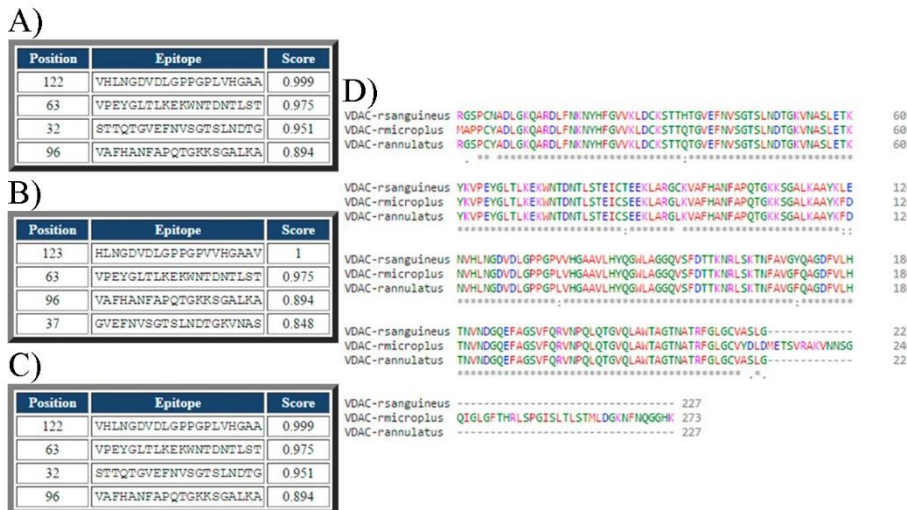 A)
Position Epitope Score
122 VHLNGDVDLGPPGPLVHGAA 0.999
63 VPEYGLTLKEKWNTDNTLST 0.975
32 STTQTGVEFNVSGTSLNDTG 0.951
96 VAFHANFAPQTGKKSGALKA 0.894
B)
Position Epitope Score
123 HLNGDVDLGPPGPVVHGAAV 1
63 VPEYGLTLKEKWNTDNTLST 0.975
96 VAFHANFAPQTGKKSGALKA 0.894
37 GVEFNVSGTSLNDTGKVNAS 0.848
C)
Position Epitope Score
122 VHLNGDVDLGPPGPLVHGAA 0.999
63 VPEYGLTLKEKWNTDNTLST 0.975
32 STTQTGVEFNVSGTSLNDTG 0.951
96 VAFHANFAPQTGKKSGALKA 0.894
D)
VDAC-rsanguineus RGSPCNADLGKQARDLFNKNYHFGVVKLDCKSTTHTGVEFNVSGTSLNDTGKVNASLETK 60
VDAC-rmicroplus MAPPCYADLGKQARDLFNKNYHFGVVKLDCKSTTQTGVEFNVSGTSLNDTGKVNASLETK 60
VDAC-rannulatus RGSPCYADLGKQARDLFNKNYHFGVVKLDCKSTTQTGVEFNVSGTSLNDTGKVNASLETK 60
VDAC-rsanguineus YKVPEYGLTLKEKWNTDNTLSTEICTEEKLARGCKVAFHANFAPQTGKKSGALKAAYKLE 120
VDAC-rmicroplus YKVPEYGLTLKEKWNTDNTLSTEICSEEKLARGLKVAFHANFAPQTGKKSGALKAAYKFD 120
VDAC-rannulatus YKVPEYGLTLKEKWNTDNTLSTEICSEEKLARGLKVAFHANFAPQTGKKSGALKAAYKFD 120
VDAC-rsanguineus NVHLNGDVDLGPPGPVVHGAAVLHYQGWLAGGQVSFDTTKNRLSKTNFAVGYQAGDFVLH 180
VDAC-rmicroplus NVHLNGDVDLGPPGPLVHGAAVLHYQGWLAGGQVSFDTTKNRLSKTNFAVGFQAGDFVLH 180
VDAC-rannulatus NVHLNGDVDLGPPGPLVHGAAVLHYQGWLAGGQVSFDTTKNRLSKTNFAVGFQAGDFVLH 180
VDAC-rsanguineus TNVNDGQEFAGSVFQRVNPQLQTGVQLAWTAGTNATRFGLGCVASLG------------- 22
VDAC-rmicroplus TNVNDGQEFAGSVFQRVNPQLQTGVQLAWTAGTNATRFGLGCVYDLDMETSVRAKVNNSG 240
VDAC-rannulatus TNVNDGQEFAGSVFQRVNPQLQTGVQLAWTAGTNATRFGLGCVASLG------------- 22
VDAC-rsanguineus --------------------------------- 227
VDAC-rmicroplus QIGLGFTHRLSPGISLTLSTMLDGKNFNQGGHK 273
VDAC-rannulatus --------------------------------- 227